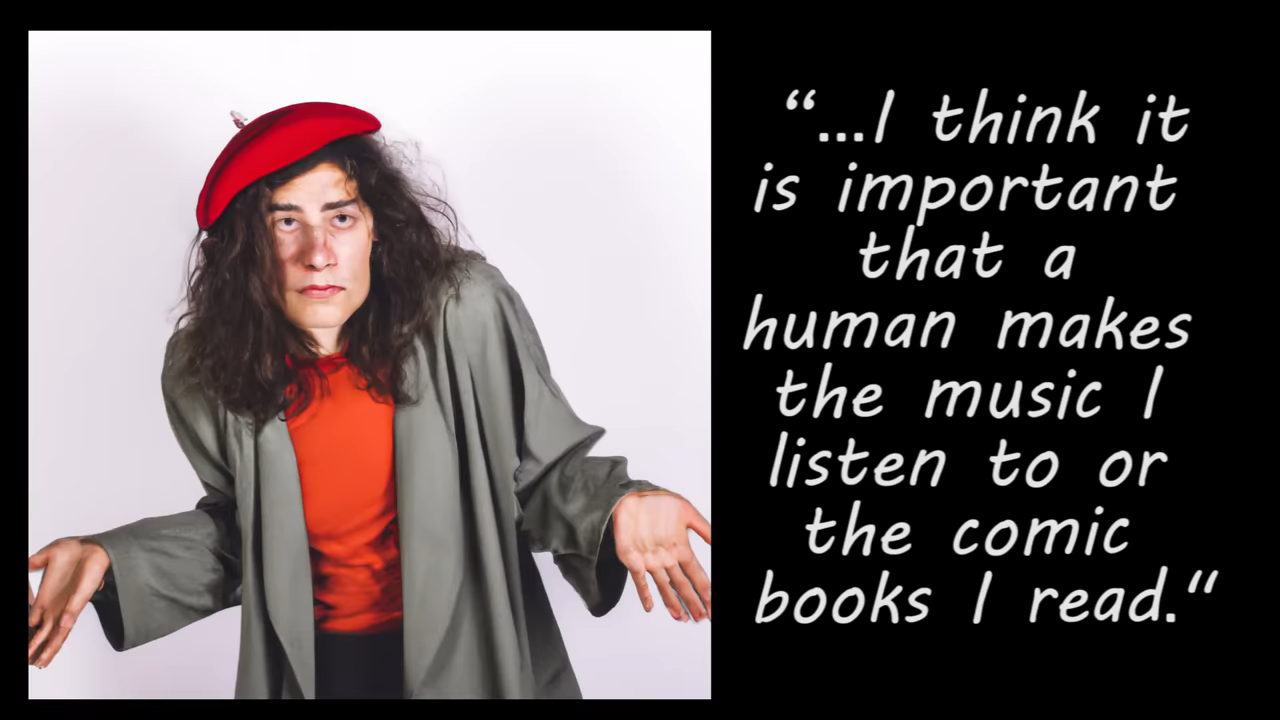 “...I think it
is important
that a
human makes
the music I
listen to or
the comic
books I read.“